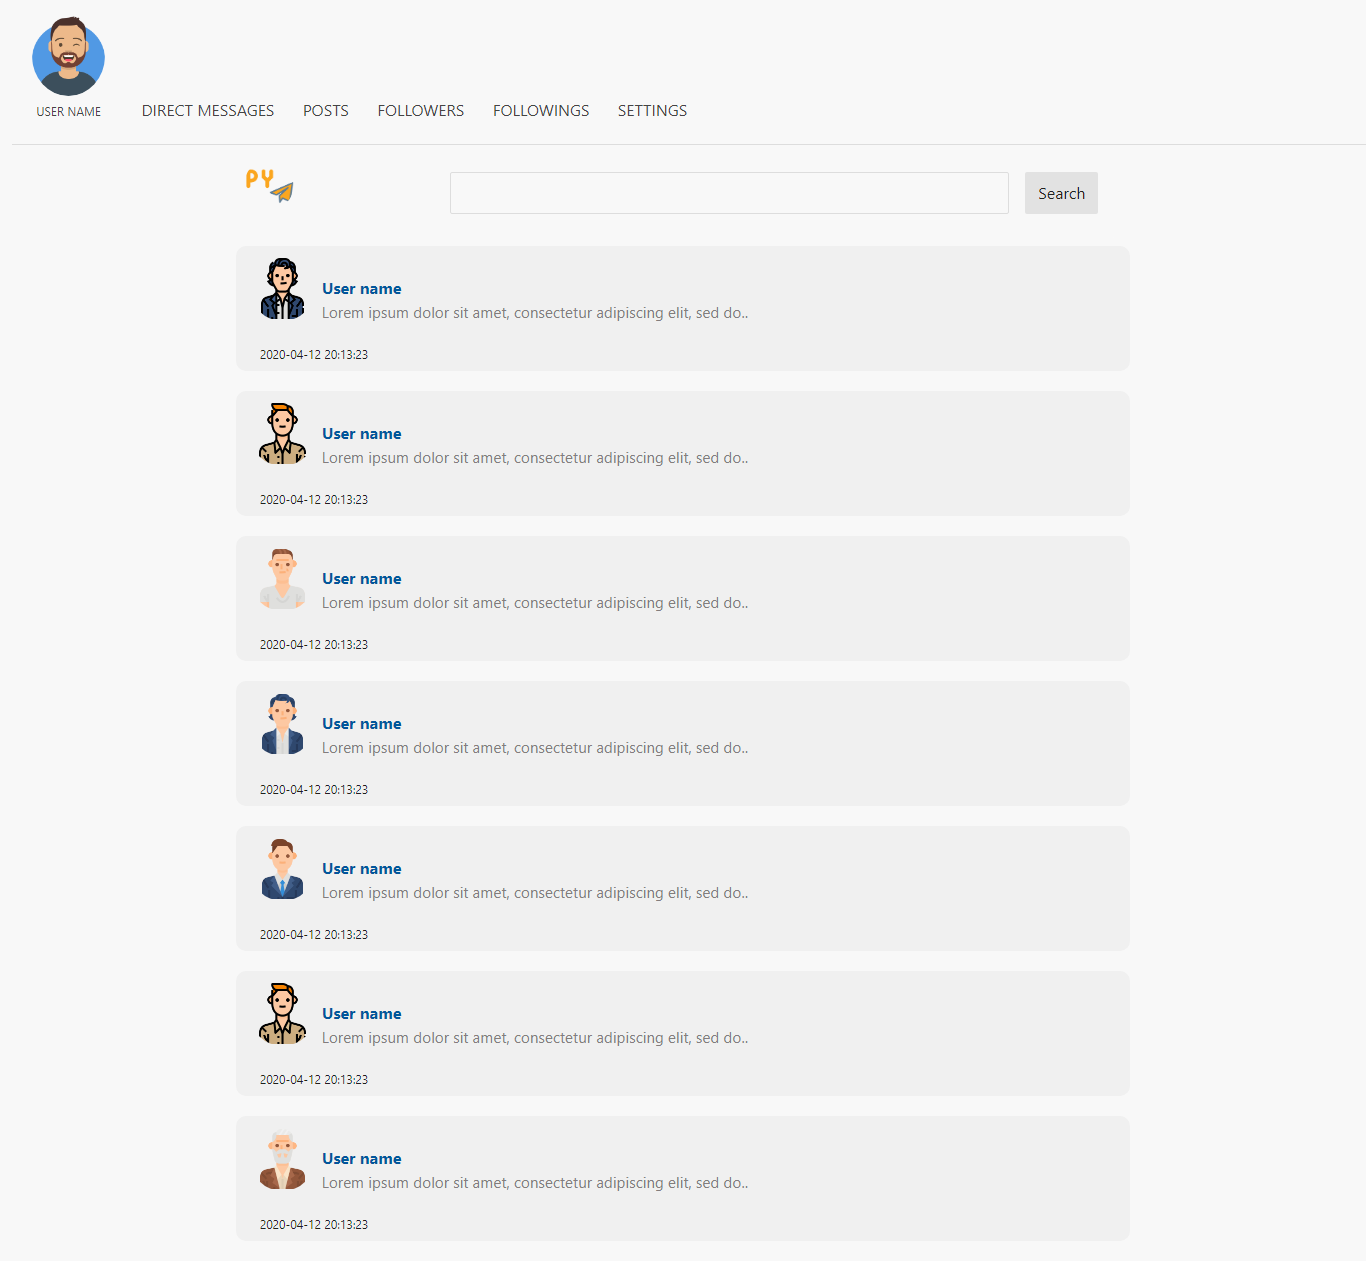 USER NAME
DIRECT MESSAGES POSTS FOLLOWERS FOLLOWINGS SETTINGS
PY
Search
User name
Lorem ipsum dolor sit amet, consectetur adipiscing elit, sed do..
2020-04-12 20:13:23
User name
Lorem ipsum dolor sit amet, consectetur adipiscing elit, sed do..
2020-04-12 20:13:23
User name
Lorem ipsum dolor sit amet, consectetur adipiscing elit, sed do..
2020-04-12 20:13:23
User name
Lorem ipsum dolor sit amet, consectetur adipiscing elit, sed do..
2020-04-12 20:13:23
User name
Lorem ipsum dolor sit amet, consectetur adipiscing elit, sed do..
2020-04-12 20:13:23
User name
Lorem ipsum dolor sit amet, consectetur adipiscing elit, sed do..
2020-04-12 20:13:23
User name
Lorem ipsum dolor sit amet, consectetur adipiscing elit, sed do..
2020-04-12 20:13:23